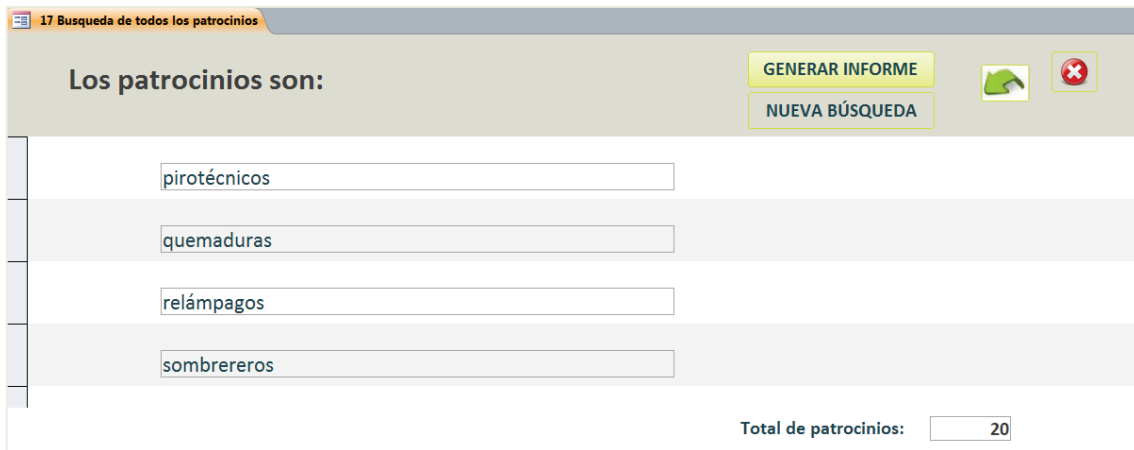 17 Busqueda de todos los patrocinios
Los patrocinios son:
GENERAR INFORME
NUEVA BÚSQUEDA
pirotécnicos
quemaduras
relámpagos
sombrereros
Total de patrocinios: 20